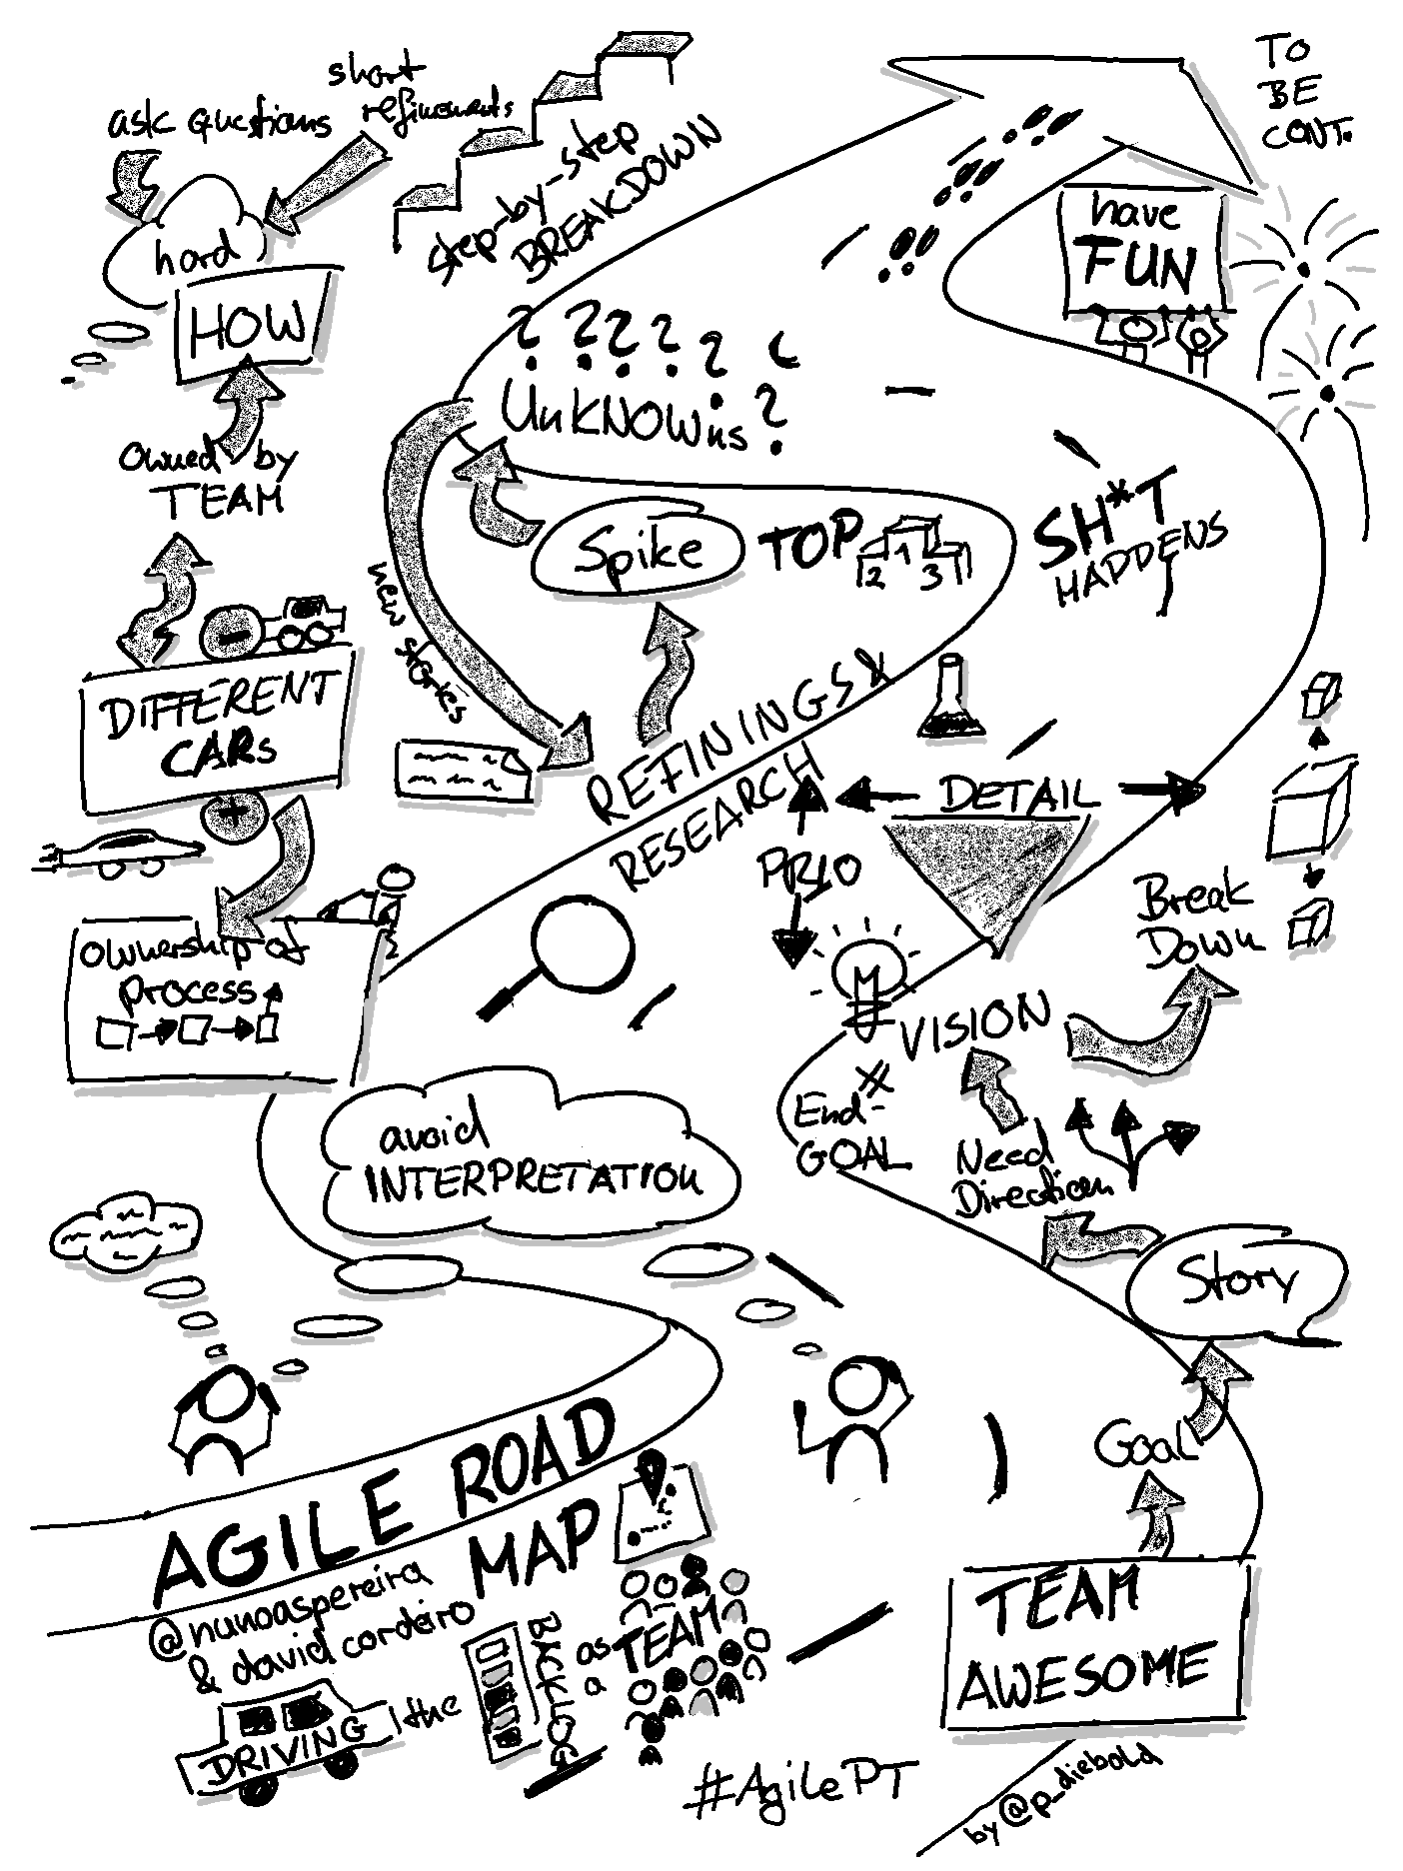 TO
BE
CONT.
short
refinements
ask questions
step-by-step
BREAKDOWN
have
FUN
hard
HOW
? ? ? ? ?
UNKNOWns?
Owned by
TEAM
Spike
TOP
2 1 3
SH*T
HAPPENS
new stories
DIFFERENT
CARs
-
+
REFININGS &
RESEARCH
DETAIL
PRIO
Break
Down
Ownership of
Process
VISION
End-
GOAL
Need
Direction
avoid
INTERPRETATION
Story
Goal
AGILE ROAD
MAP
@nunoaspereira
& david cordeiro
TEAM
AWESOME
DRIVING the
BACKLOG
as a
TEAM
#AgilePT
by @p_diebold